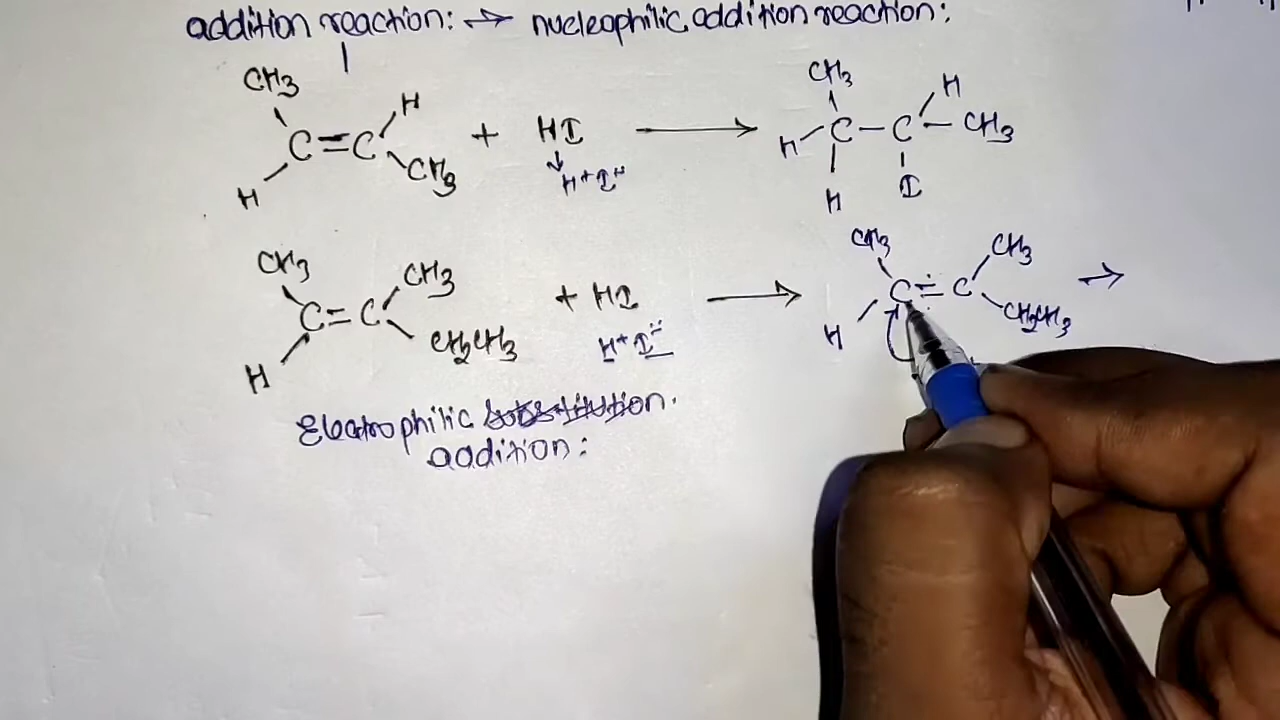 addition reaction: → nucleophilic addition reaction:
CH3 H CH3 H
C=C + HI → H C — C — CH3
H CH3 H+I- H I
CH3 CH3 CH3 CH3
C=C + HI → C=C →
H CH2CH3 H+I- H CH2CH3
Electrophilic substitution.
addition: